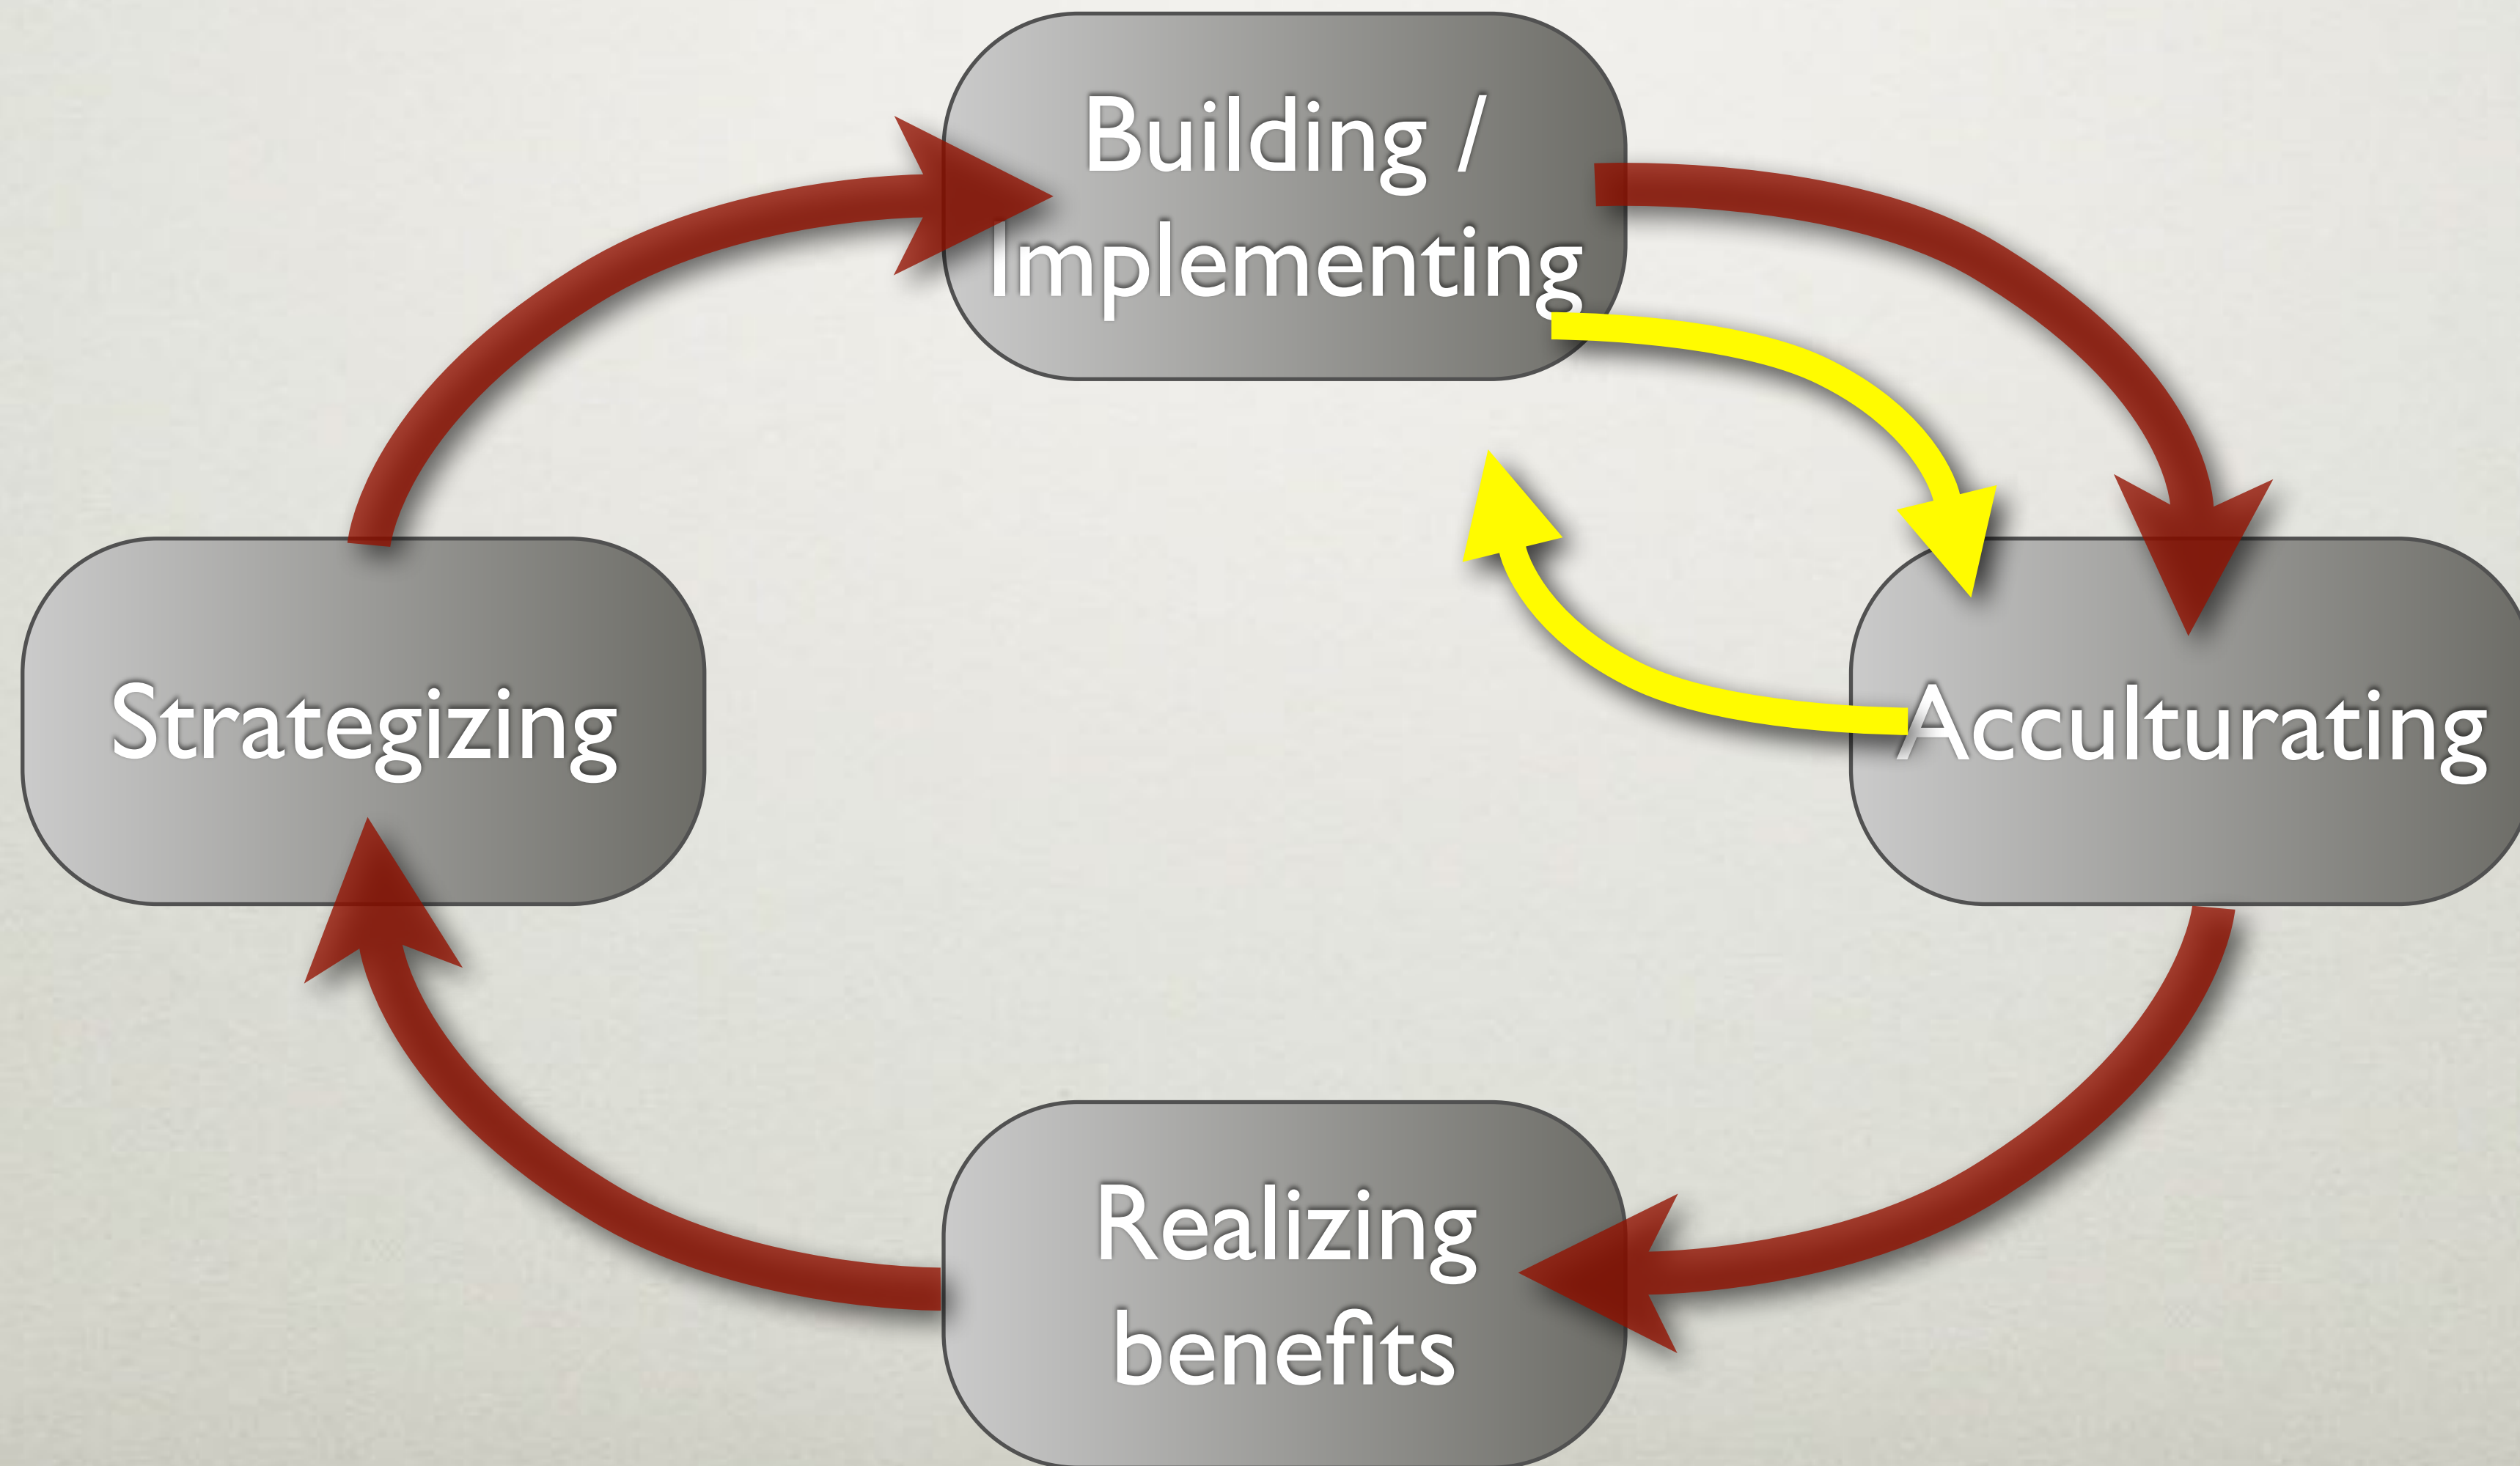 Building /
Implementing
Strategizing
Acculturating
Realizing
benefits